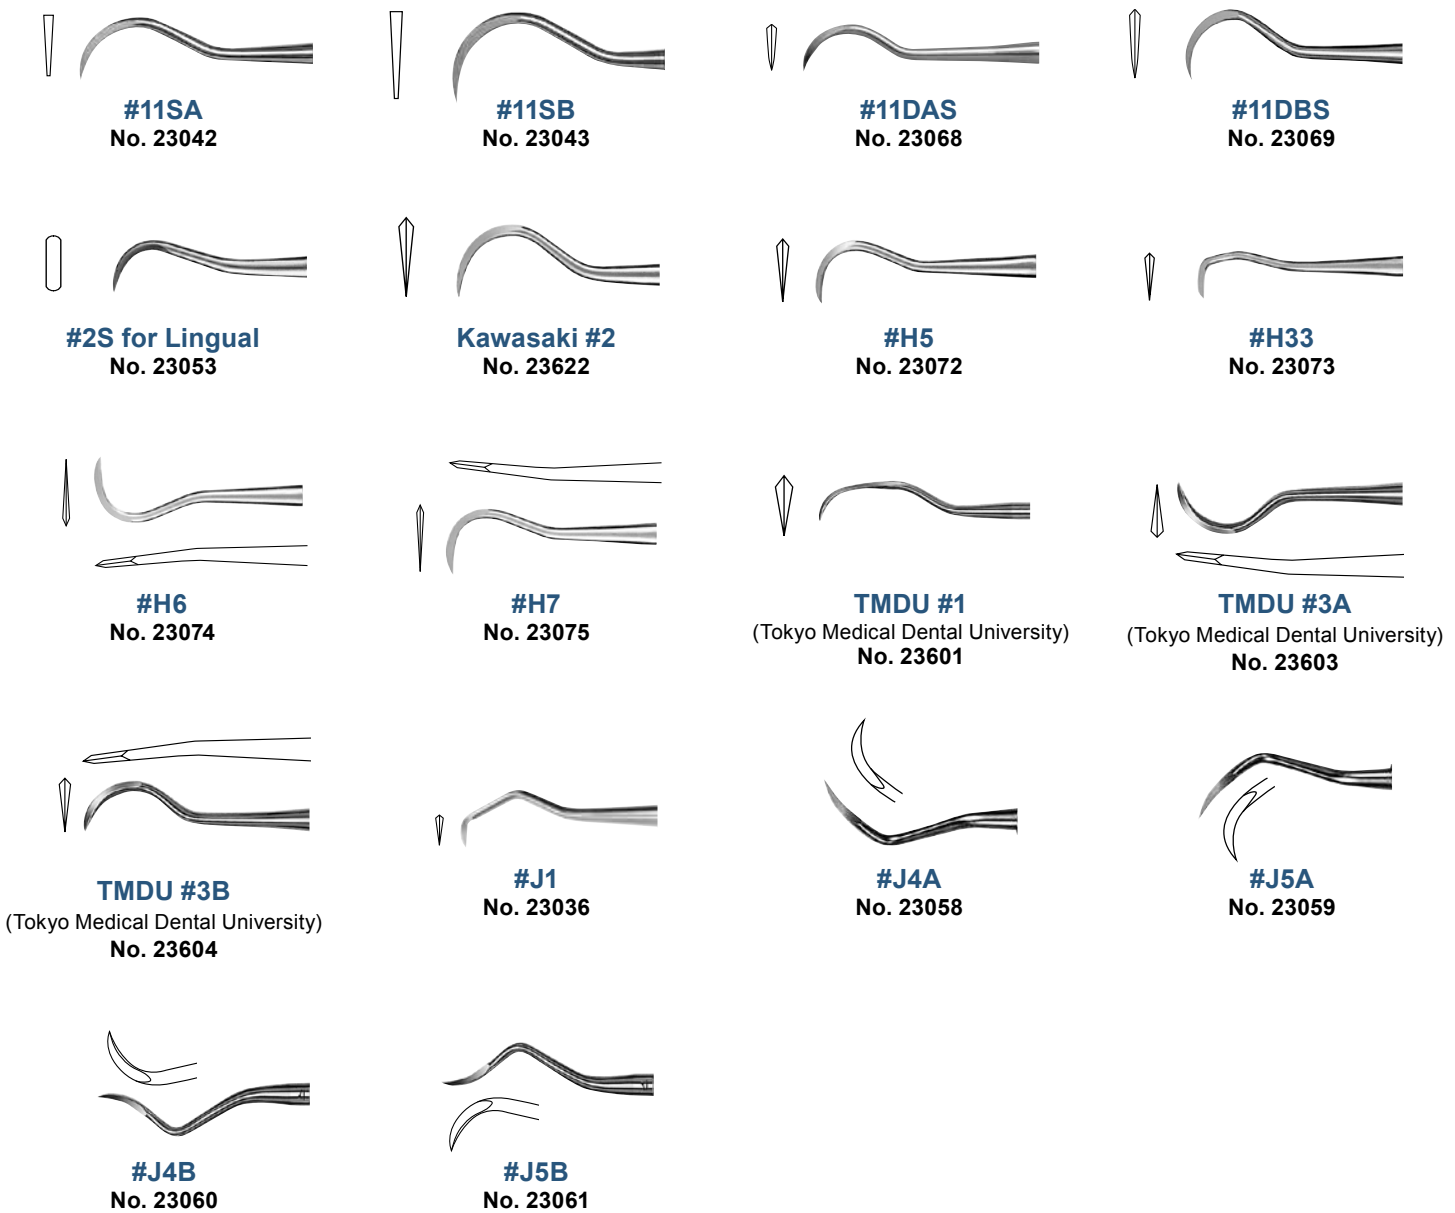 #11SA
No. 23042
#11SB
No. 23043
#11DAS
No. 23068
#11DBS
No. 23069
#2S for Lingual
No. 23053
Kawasaki #2
No. 23622
#H5
No. 23072
#H33
No. 23073
#H6
No. 23074
#H7
No. 23075
TMDU #1
(Tokyo Medical Dental University)
No. 23601
TMDU #3A
(Tokyo Medical Dental University)
No. 23603
TMDU #3B
(Tokyo Medical Dental University)
No. 23604
#J1
No. 23036
#J4A
No. 23058
#J5A
No. 23059
#J4B
No. 23060
#J5B
No. 23061